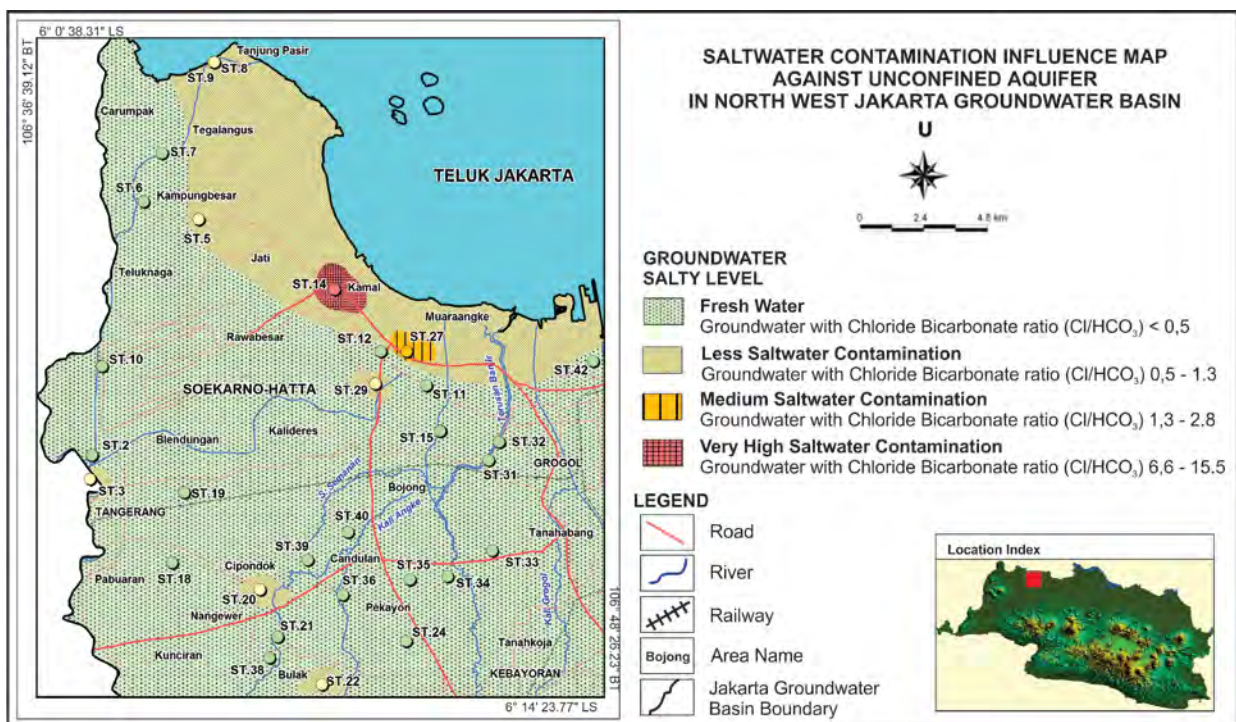 6° 0' 38.31" LS
106° 36' 39.12" BT
Tanjung Pasir
ST.8
ST.9
Carumpak
Tegalangus
ST.7
ST.6
Kampungbesar
ST.5
TELUK JAKARTA
Jati
Teluknaga
ST.14
Kamal
Muaraangke
Rawabesar
ST.12
ST.27
ST.10
ST.42
SOEKARNO-HATTA
ST.29
ST.11
Kalideres
Blendungan
ST.15
ST.2
ST.32
ST.31
GROGOL
ST.3
ST.19
Bojong
TANGERANG
Kali Angke
ST.40
Tanahabang
ST.39
Candulan
Cipondok
ST.33
Pabuaran
ST.18
ST.36
ST.35
ST.34
ST.20
Pekayon
Kali Grogol
Nangewer
ST.21
ST.24
Tanahkoja
Kunciran
ST.38
Bulak
ST.22
KEBAYORAN
106° 48' 26.23" BT
6° 14' 23.77" LS
SALTWATER CONTAMINATION INFLUENCE MAP
AGAINST UNCONFINED AQUIFER
IN NORTH WEST JAKARTA GROUNDWATER BASIN
U
0 2.4 4.8 km
GROUNDWATER
SALTY LEVEL
Fresh Water
Groundwater with Chloride Bicarbonate ratio (Cl/HCO₃) < 0,5
Less Saltwater Contamination
Groundwater with Chloride Bicarbonate ratio (Cl/HCO₃) 0,5 - 1.3
Medium Saltwater Contamination
Groundwater with Chloride Bicarbonate ratio (Cl/HCO₃) 1,3 - 2.8
Very High Saltwater Contamination
Groundwater with Chloride Bicarbonate ratio (Cl/HCO₃) 6,6 - 15.5
LEGEND
Road
River
Railway
Bojong
Area Name
Jakarta Groundwater
Basin Boundary
Location Index